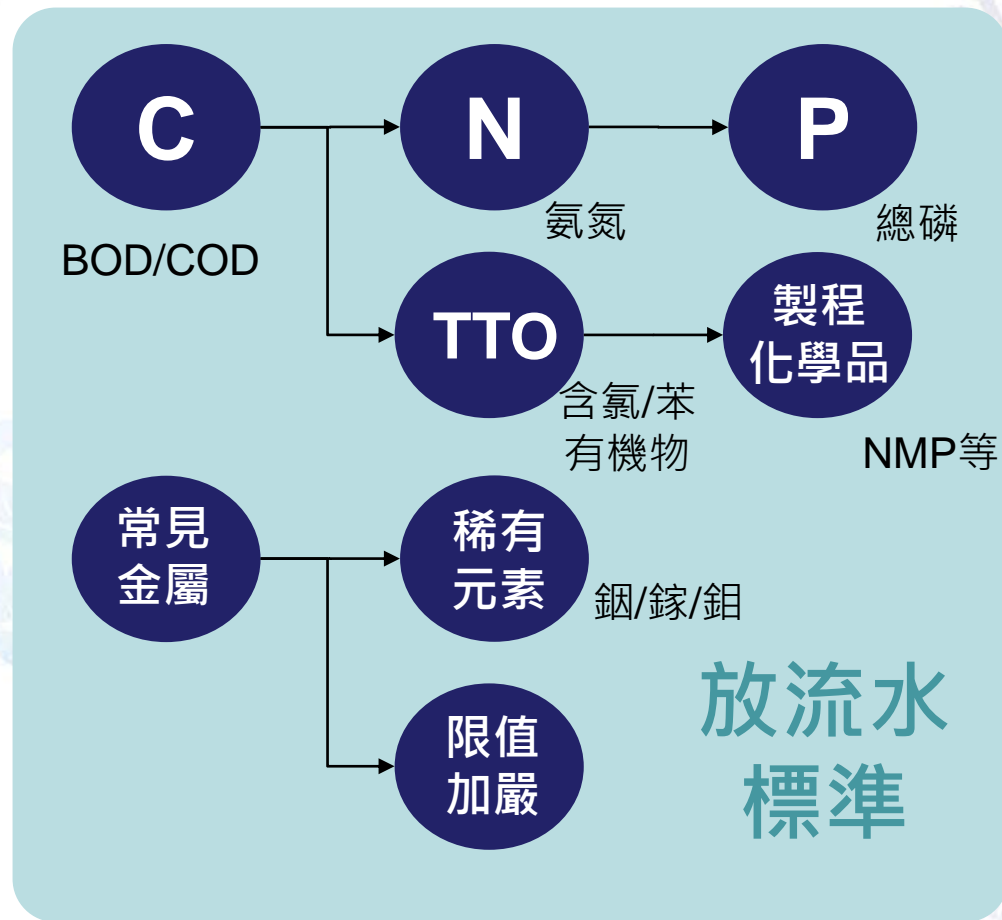 C
N
P
BOD/COD
氨氮
總磷
TTO
製程
化學品
含氯/苯
有機物
NMP等
常見
金屬
稀有
元素
銦/鎵/鉬
限值
加嚴
放流水
標準